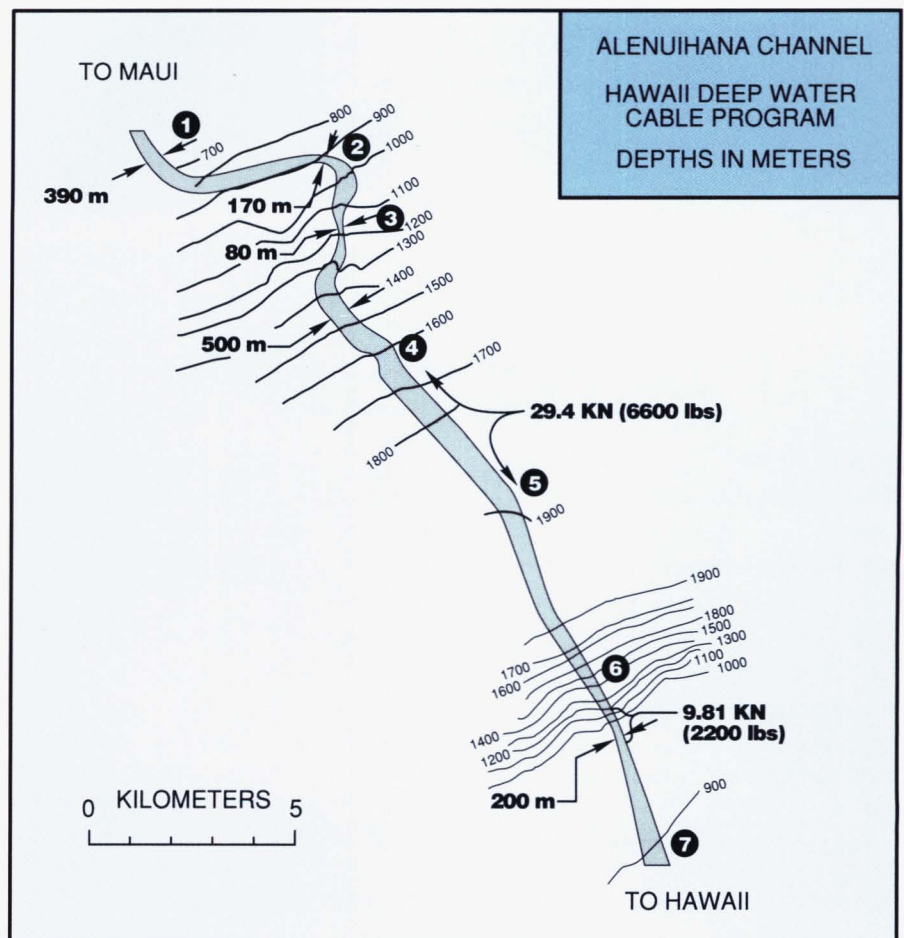 ALENUIHANA CHANNEL
HAWAII DEEP WATER
CABLE PROGRAM
DEPTHS IN METERS
TO MAUI
1
800
900
2
700
1000
390 m
170 m
1100
3
1200
80 m
1300
1400
1500
500 m
1600
4
1700
29.4 KN (6600 lbs)
1800
5
1900
1900
1800
1500
1300
1700
6
1100
1600
1000
9.81 KN
(2200 lbs)
1400
1200
200 m
900
0 KILOMETERS 5
7
TO HAWAII